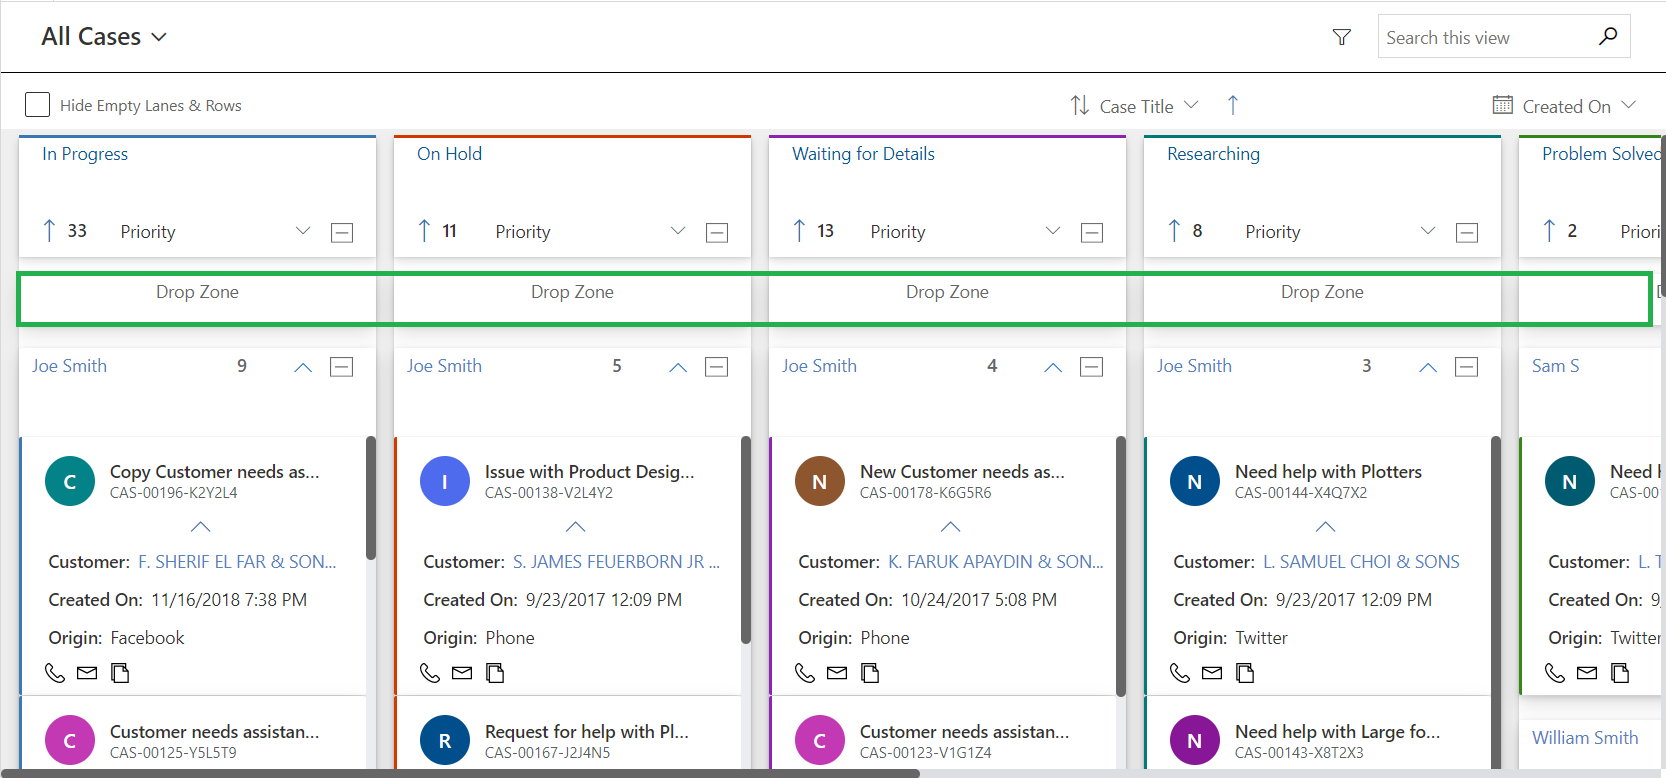 All Cases
Search this view
Hide Empty Lanes & Rows
Case Title
Created On
In Progress
On Hold
Waiting for Details
Researching
Problem Solved
33 Priority
11 Priority
13 Priority
8 Priority
2 Priori
Drop Zone
Drop Zone
Drop Zone
Drop Zone
Joe Smith 9
Joe Smith 5
Joe Smith 4
Joe Smith 3
Sam S
C
Copy Customer needs as...
CAS-00196-K2Y2L4
Customer: F. SHERIF EL FAR & SON...
Created On: 11/16/2018 7:38 PM
Origin: Facebook
I
Issue with Product Desig...
CAS-00138-V2L4Y2
Customer: S. JAMES FEUERBORN JR ...
Created On: 9/23/2017 12:09 PM
Origin: Phone
N
New Customer needs as...
CAS-00178-K6G5R6
Customer: K. FARUK APAYDIN & SON...
Created On: 10/24/2017 5:08 PM
Origin: Phone
N
Need help with Plotters
CAS-00144-X4Q7X2
Customer: L. SAMUEL CHOI & SONS
Created On: 9/23/2017 12:09 PM
Origin: Twitter
N
Need
CAS-00
Customer: L.
Created On: 9
Origin: Twitter
C
Customer needs assistan...
CAS-00125-Y5L5T9
R
Request for help with Pl...
CAS-00167-J2J4N5
C
Customer needs assistan...
CAS-00123-V1G1Z4
N
Need help with Large fo...
CAS-00143-X8T2X3
William Smith